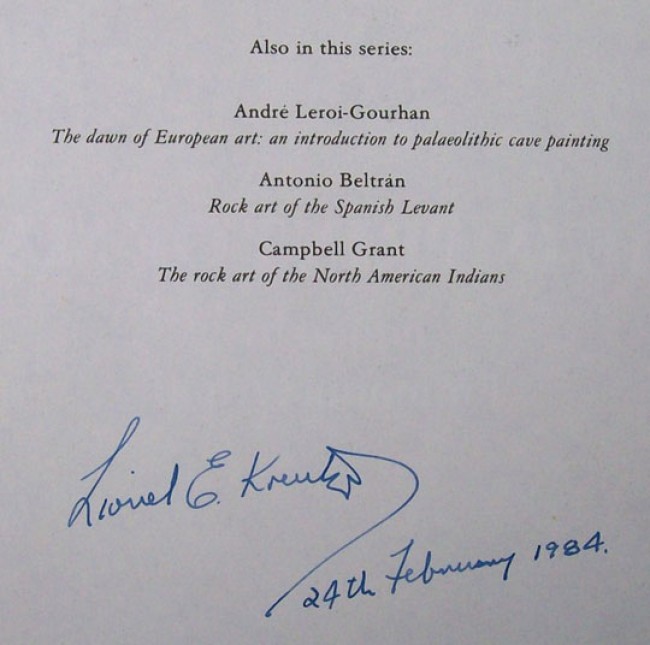 Also in this series:
André Leroi-Gourhan
The dawn of European art: an introduction to palaeolithic cave painting
Antonio Beltrán
Rock art of the Spanish Levant
Campbell Grant
The rock art of the North American Indians
Lionel E.
24th February 1984.